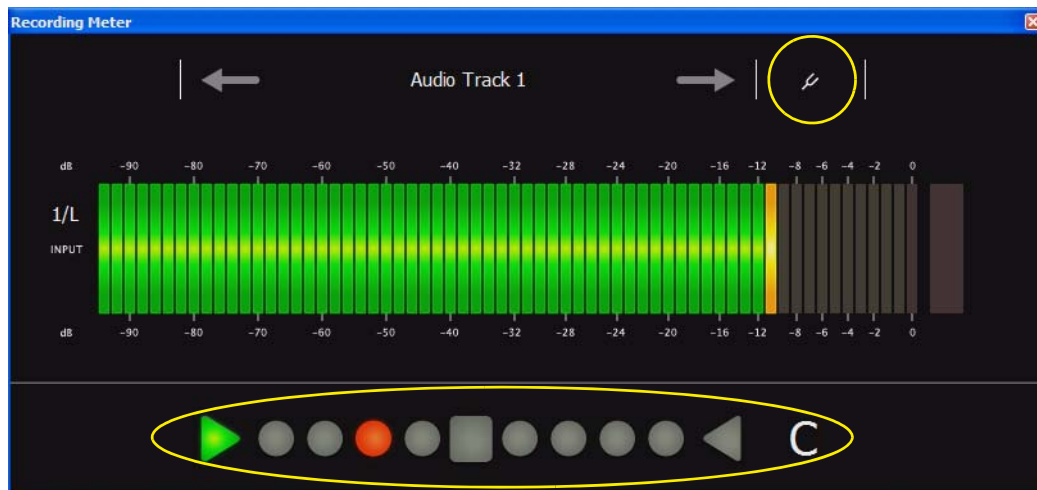 Recording Meter
Audio Track 1
dB -90 -80 -70 -60 -50 -40 -32 -28 -24 -20 -16 -12 -8 -6 -4 -2 0
1/L
INPUT
dB -90 -80 -70 -60 -50 -40 -32 -28 -24 -20 -16 -12 -8 -6 -4 -2 0
C